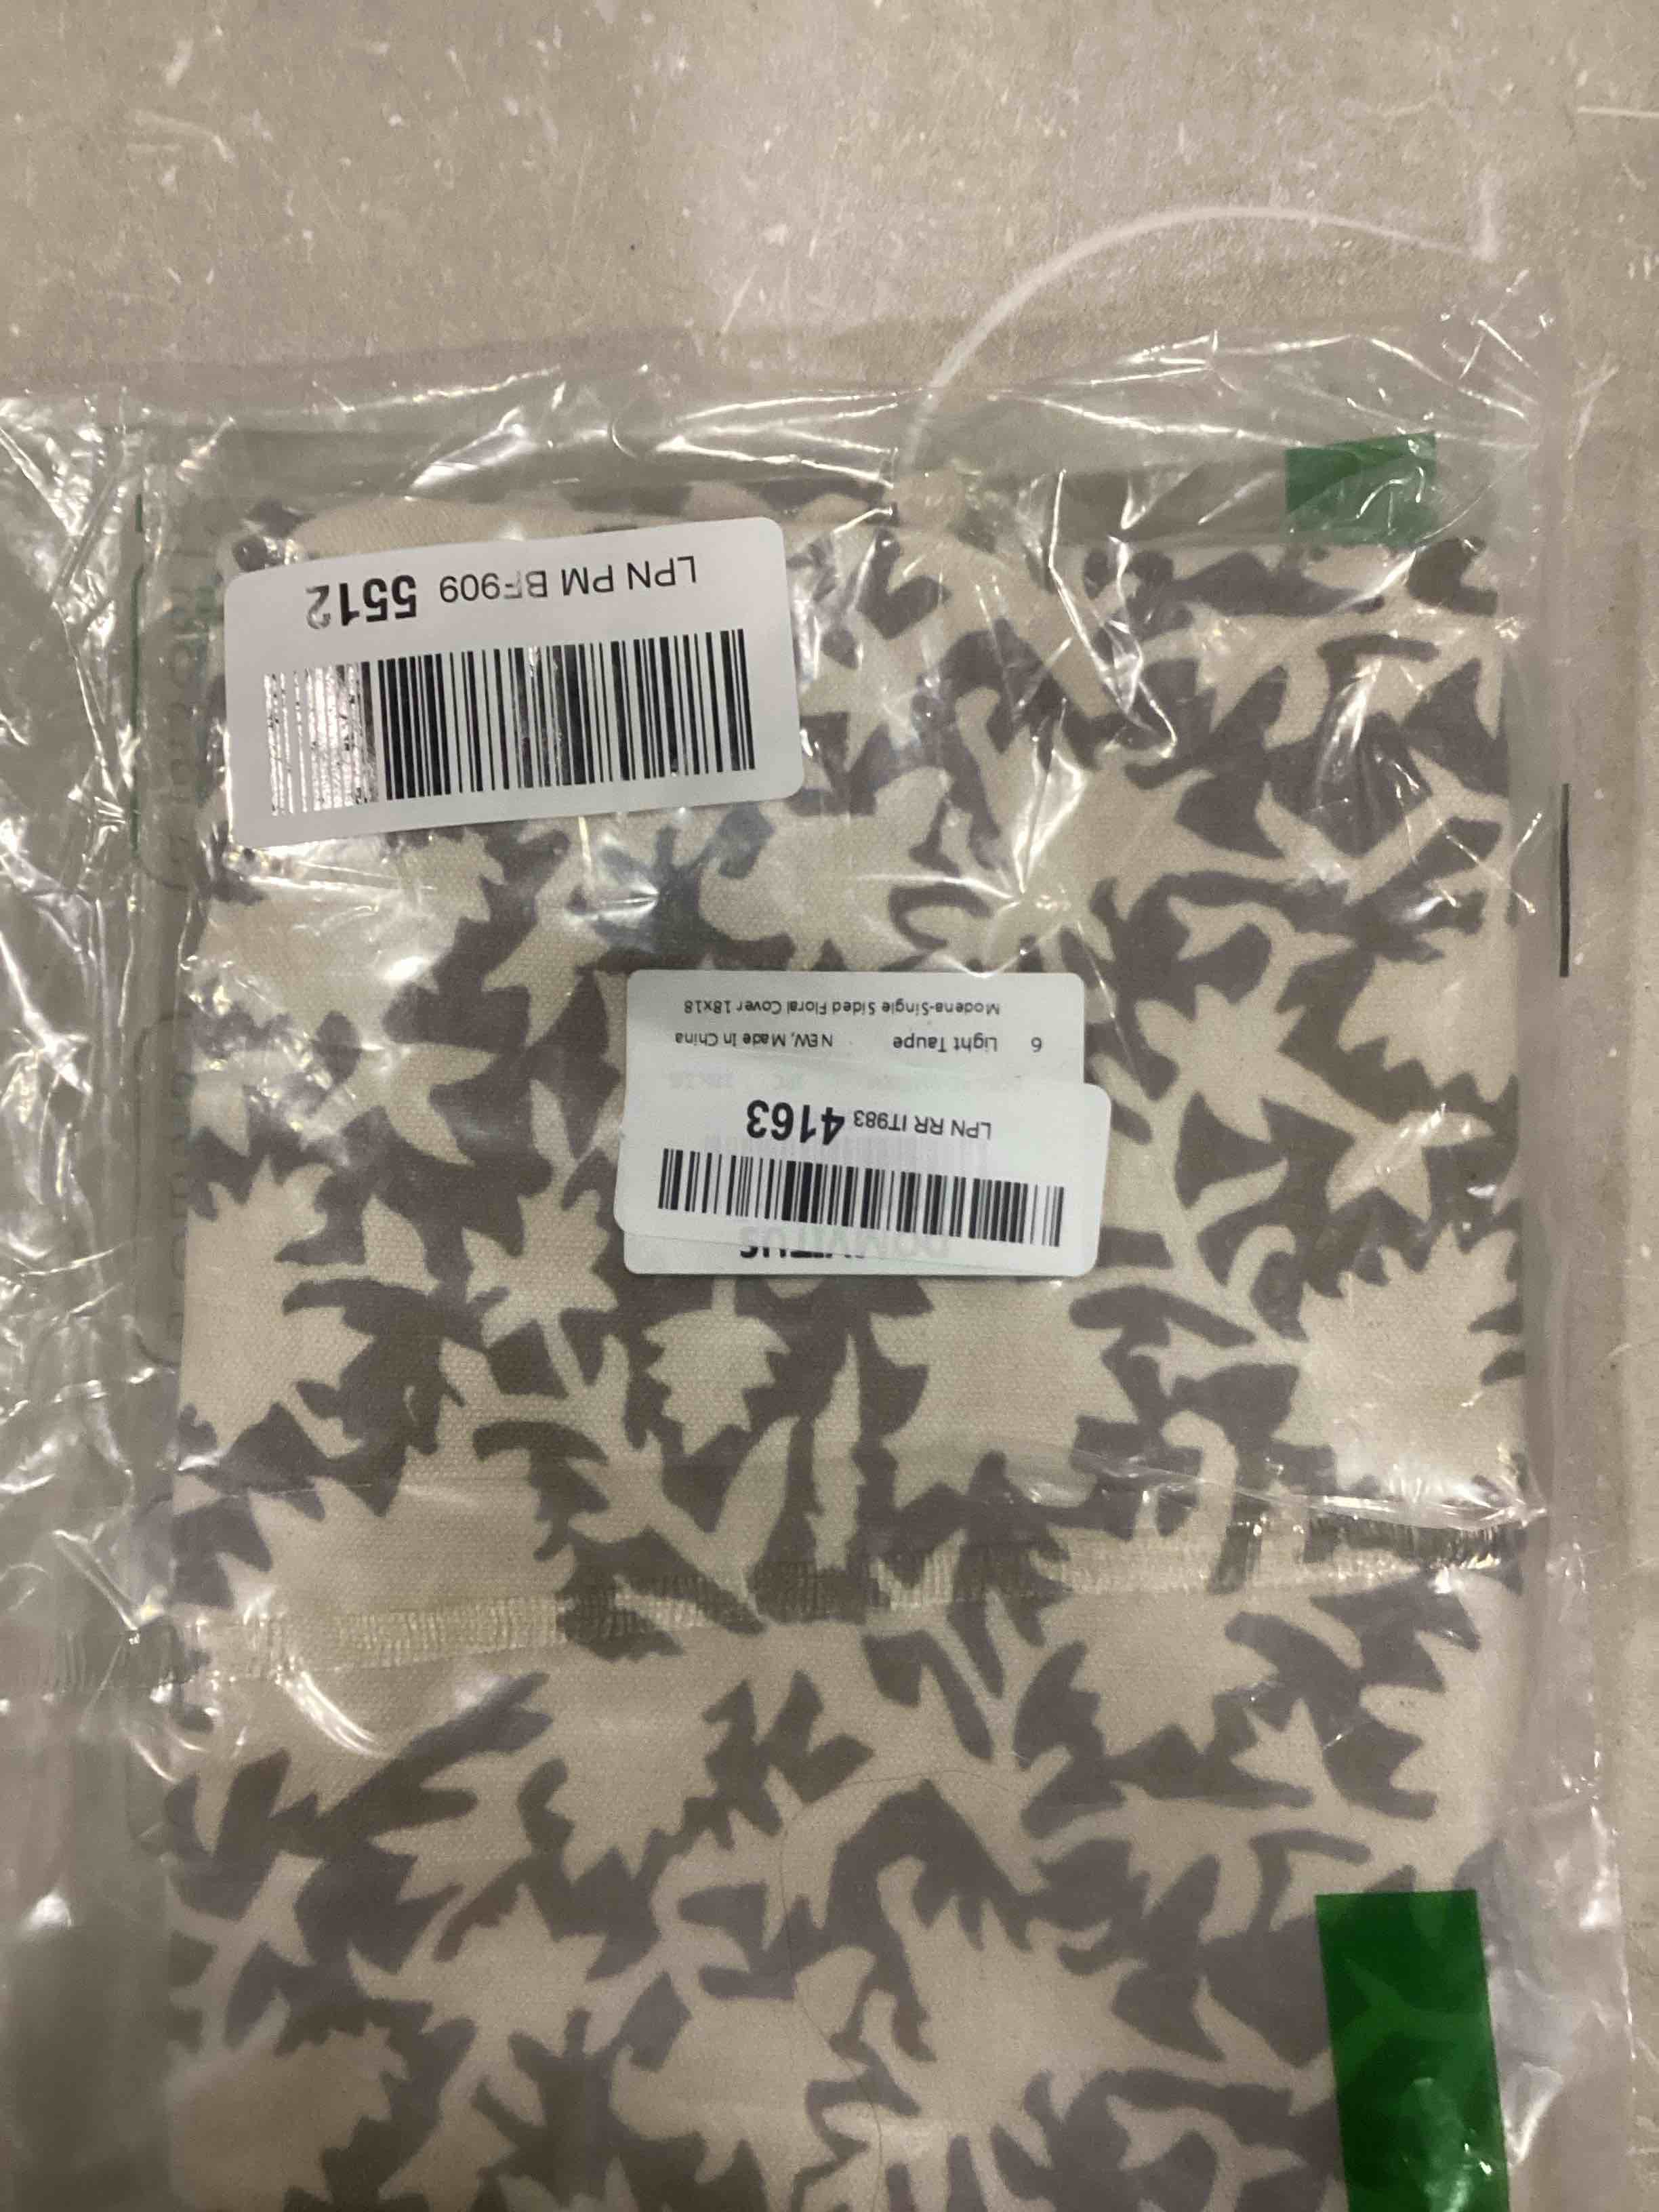 LPN PM BF909 5512
LPN RR IT983 4163
6 Light Taupe NEW, Made In China
Modena-Single Sided Floral Cover 18x18